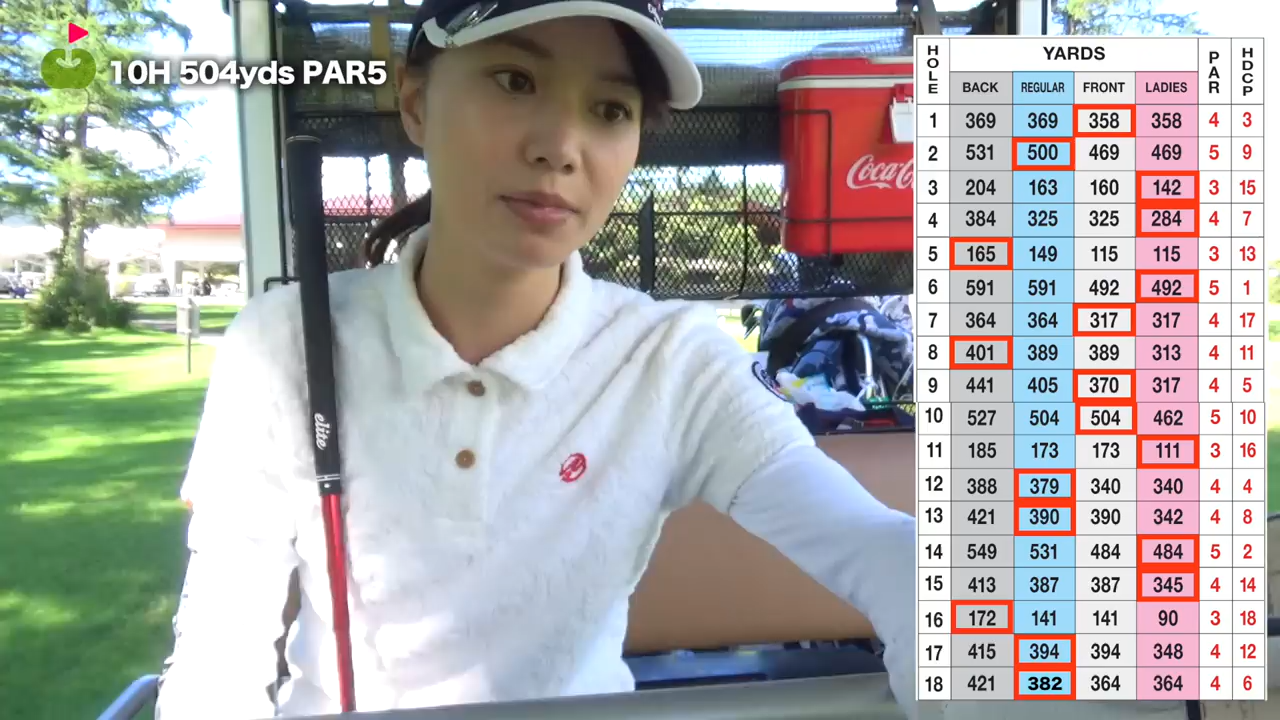 10H 504yds PAR5
HOLE YARDS PAR HDCP
BACK REGULAR FRONT LADIES
1 369 369 358 358 4 3
2 531 500 469 469 5 9
3 204 163 160 142 3 15
4 384 325 325 284 4 7
5 165 149 115 115 3 13
6 591 591 492 492 5 1
7 364 364 317 317 4 17
8 401 389 389 313 4 11
9 441 405 370 317 4 5
10 527 504 504 462 5 10
11 185 173 173 111 3 16
12 388 379 340 340 4 4
13 421 390 390 342 4 8
14 549 531 484 484 5 2
15 413 387 387 345 4 14
16 172 141 141 90 3 18
17 415 394 394 348 4 12
18 421 382 364 364 4 6
Coca-C
elite